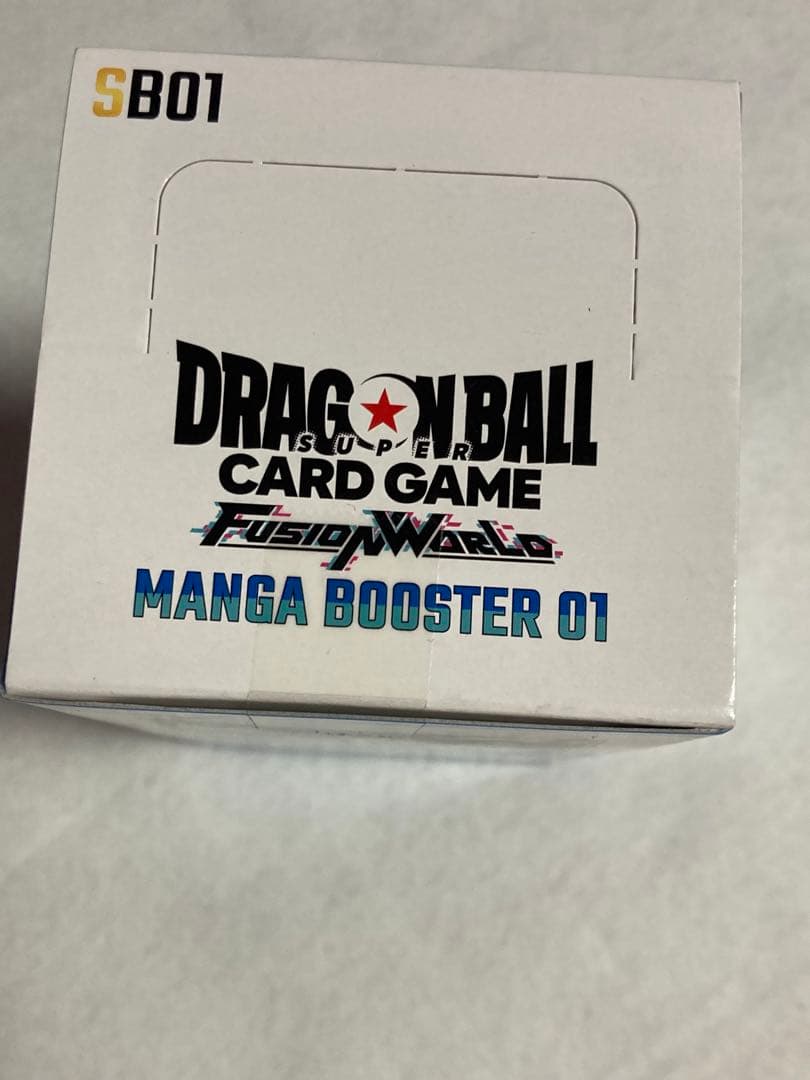 SB01
DRAGON BALL
SUPER
CARD GAME
FUSION WORLD
MANGA BOOSTER 01